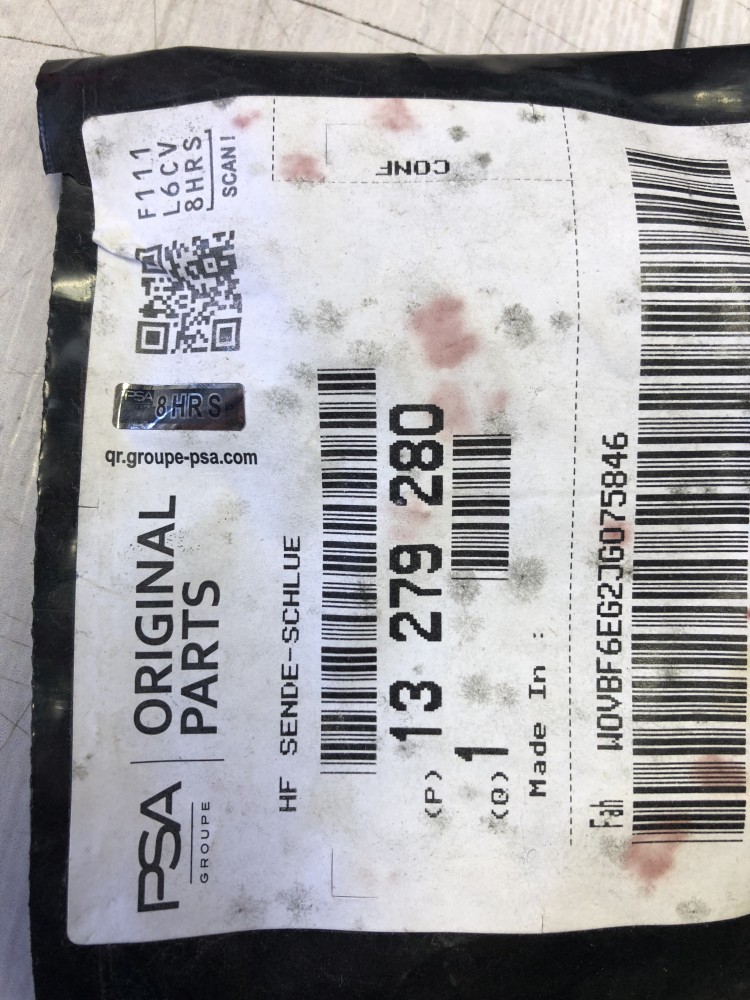 PSA
GROUPE
ORIGINAL
PARTS
qr.groupe-psa.com
PSA
8HRS
F111
L6CV
8HRS
SCAN!
CONF
HF SENDE-SCHLUE
(P) 13 279 280
(Q) 1
Made In :
Fah W0VBF6EG2JG075846